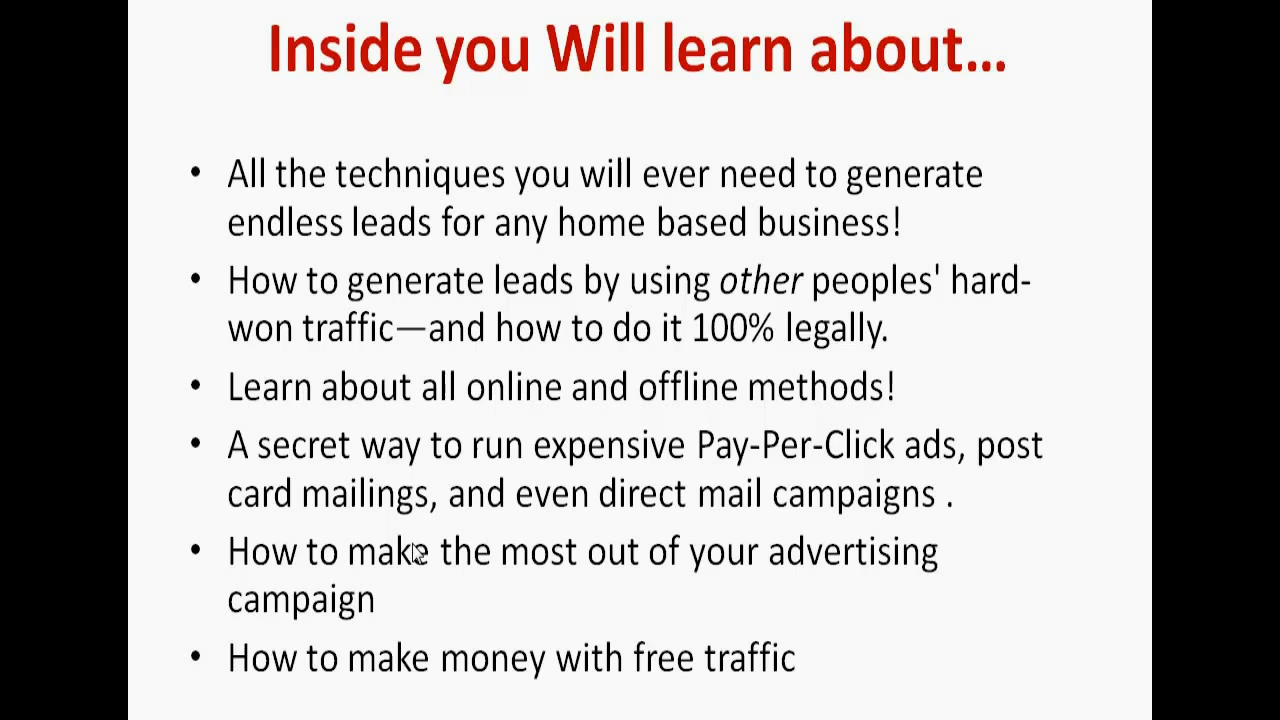 Inside you Will learn about...
• All the techniques you will ever need to generate
endless leads for any home based business!
• How to generate leads by using other peoples' hard-
won traffic—and how to do it 100% legally.
• Learn about all online and offline methods!
• A secret way to run expensive Pay-Per-Click ads, post
card mailings, and even direct mail campaigns .
• How to make the most out of your advertising
campaign
• How to make money with free traffic